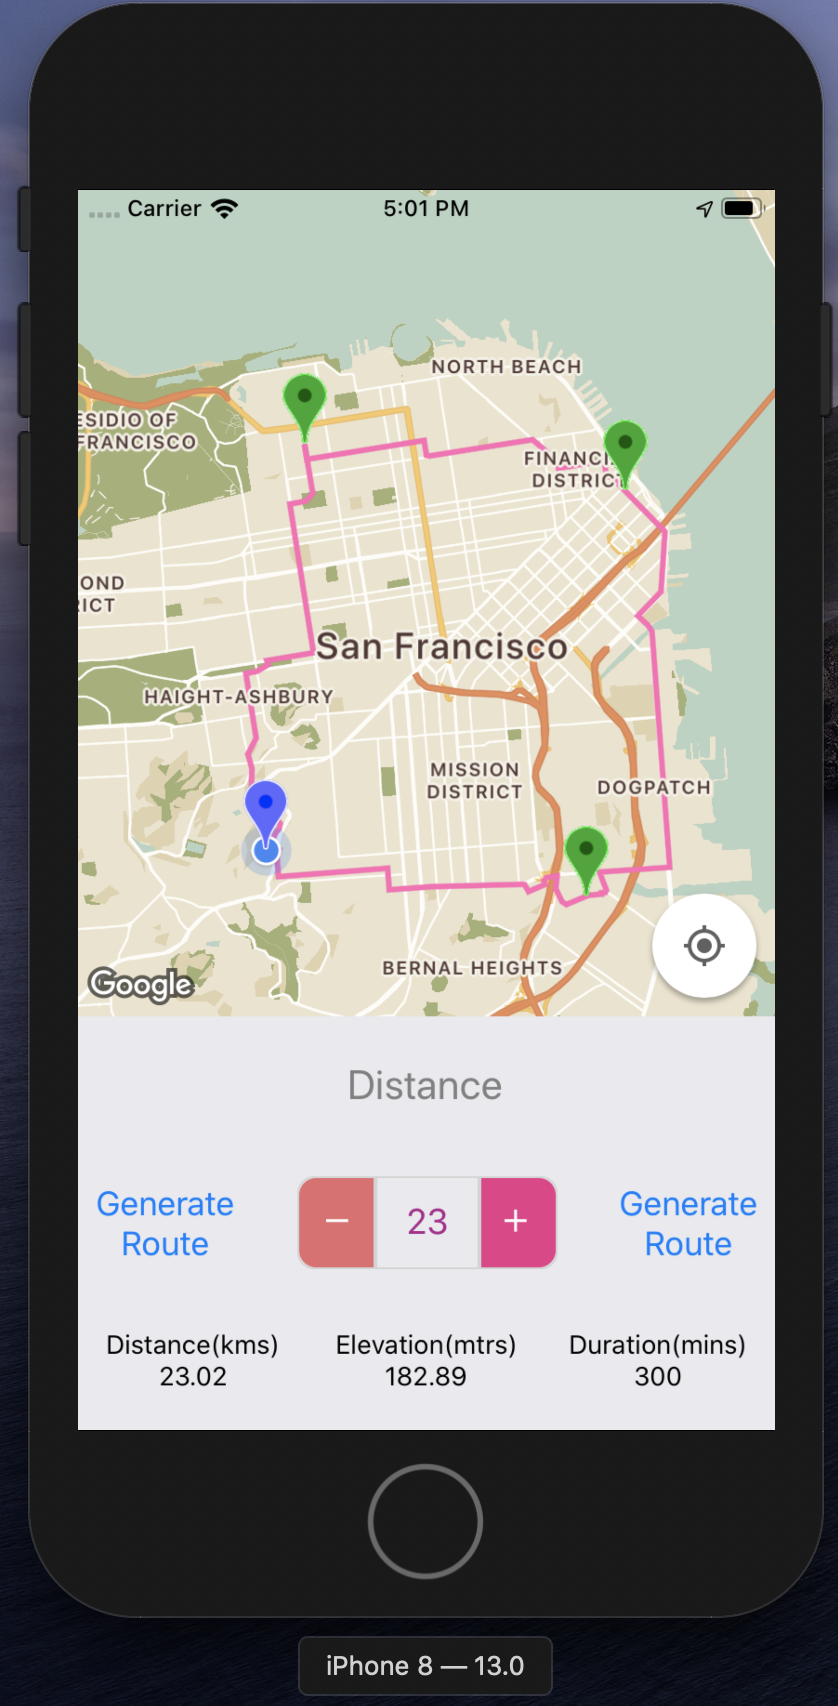 Carrier
5:01 PM
NORTH BEACH
ESIDIO OF
FRANCISCO
FINANCI
DISTRICT
OND
RICT
San Francisco
HAIGHT-ASHBURY
MISSION
DISTRICT
DOGPATCH
BERNAL HEIGHTS
Google
Distance
Generate
Route
− 23 +
Generate
Route
Distance(kms)
23.02
Elevation(mtrs)
182.89
Duration(mins)
300
iPhone 8 — 13.0